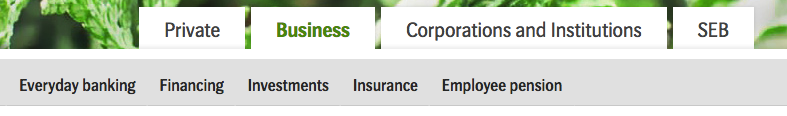 Private Business Corporations and Institutions SEB
Everyday banking Financing Investments Insurance Employee pension